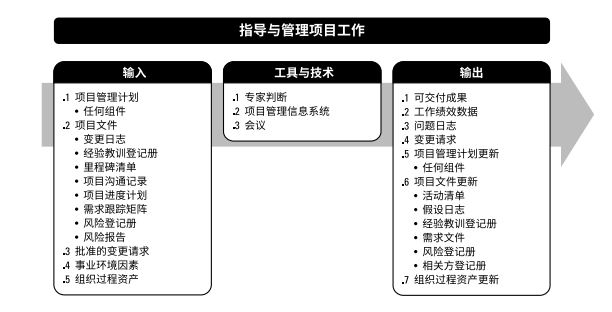 指导与管理项目工作
输入
.1 项目管理计划
• 任何组件
.2 项目文件
• 变更日志
• 经验教训登记册
• 里程碑清单
• 项目沟通记录
• 项目进度计划
• 需求跟踪矩阵
• 风险登记册
• 风险报告
.3 批准的变更请求
.4 事业环境因素
.5 组织过程资产
工具与技术
.1 专家判断
.2 项目管理信息系统
.3 会议
输出
.1 可交付成果
.2 工作绩效数据
.3 问题日志
.4 变更请求
.5 项目管理计划更新
• 任何组件
.6 项目文件更新
• 活动清单
• 假设日志
• 经验教训登记册
• 需求文件
• 风险登记册
• 相关方登记册
.7 组织过程资产更新